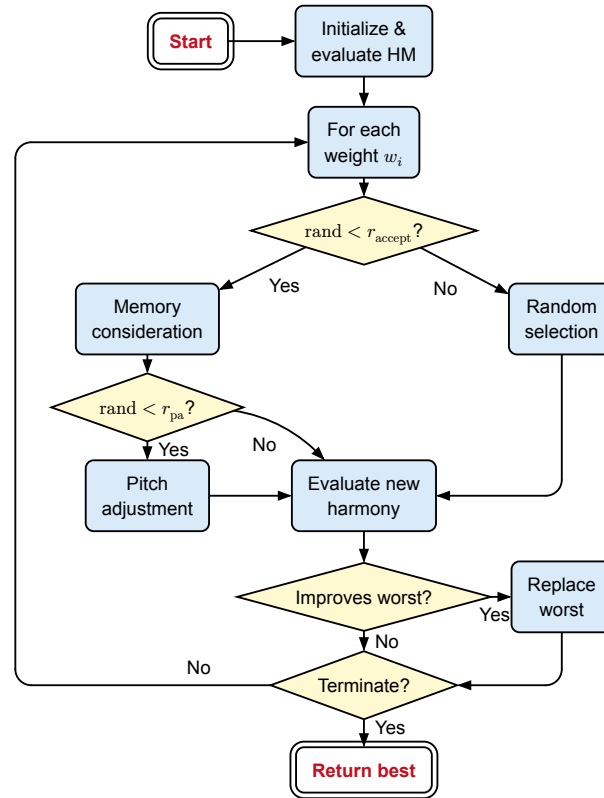 Start
Initialize &
evaluate HM
For each
weight wᵢ
rand < r_accept?
Yes
No
Memory
consideration
Random
selection
rand < r_pa?
Yes
No
Pitch
adjustment
Evaluate new
harmony
Improves worst?
Yes
Replace
worst
No
No
Terminate?
Yes
Return best